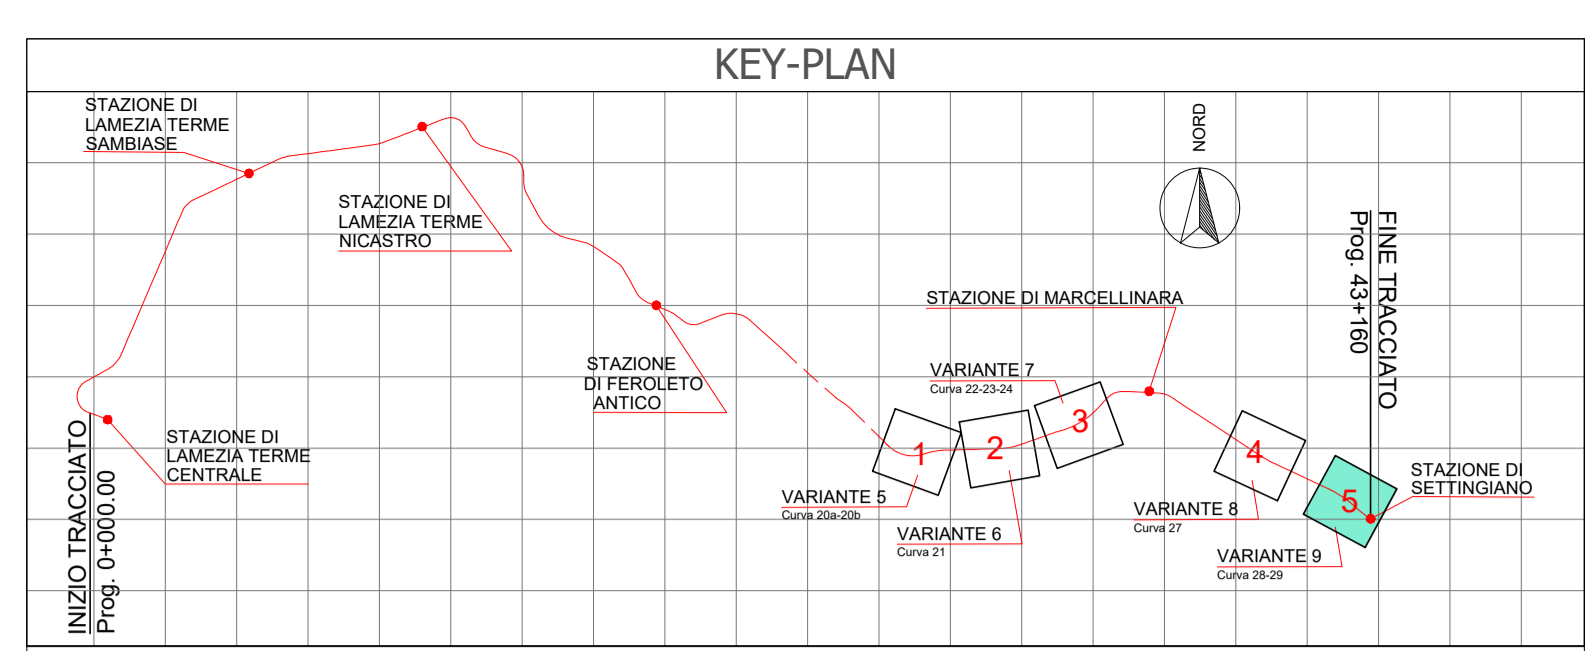 KEY-PLAN
STAZIONE DI
LAMEZIA TERME
SAMBIASE
NORD
STAZIONE DI
LAMEZIA TERME
NICASTRO
FINE TRACCIATO
Prog. 43+160
STAZIONE DI MARCELLINARA
STAZIONE
DI FEROLETO
ANTICO
VARIANTE 7
Curva 22-23-24
INIZIO TRACCIATO
Prog. 0+000.00
STAZIONE DI
LAMEZIA TERME
CENTRALE
1
2
3
4
5
STAZIONE DI
SETTINGIANO
VARIANTE 5
Curva 20a-20b
VARIANTE 6
Curva 21
VARIANTE 8
Curva 27
VARIANTE 9
Curva 28-29